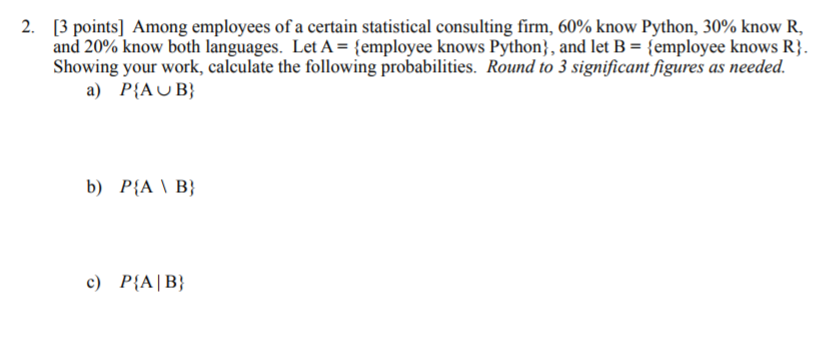 2. [3 points] Among employees of a certain statistical consulting firm, 60% know Python, 30% know R,
and 20% know both languages. Let A = {employee knows Python}, and let B = {employee knows R}.
Showing your work, calculate the following probabilities. Round to 3 significant figures as needed.
a) P{A ∪ B}
b) P{A \ B}
c) P{A | B}